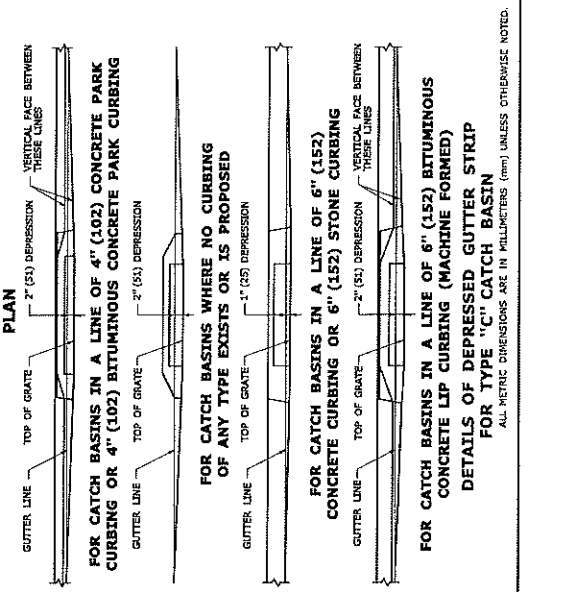 PLAN
GUTTER LINE
TOP OF GRATE
2" (51) DEPRESSION
VERTICAL FACE BETWEEN
THESE LINES
FOR CATCH BASINS IN A LINE OF 4" (102) CONCRETE PARK
CURBING OR 4" (102) BITUMINOUS CONCRETE PARK CURBING
GUTTER LINE
TOP OF GRATE
2" (51) DEPRESSION
FOR CATCH BASINS WHERE NO CURBING
OF ANY TYPE EXISTS OR IS PROPOSED
GUTTER LINE
TOP OF GRATE
1" (25) DEPRESSION
FOR CATCH BASINS IN A LINE OF 6" (152)
CONCRETE CURBING OR 6" (152) STONE CURBING
GUTTER LINE
TOP OF GRATE
2" (51) DEPRESSION
VERTICAL FACE BETWEEN
THESE LINES
FOR CATCH BASINS IN A LINE OF 6" (152) BITUMINOUS
CONCRETE LIP CURBING (MACHINE FORMED)
DETAILS OF DEPRESSED GUTTER STRIP
FOR TYPE "C" CATCH BASIN
ALL METRIC DIMENSIONS ARE IN MILLIMETERS (mm) UNLESS OTHERWISE NOTED.